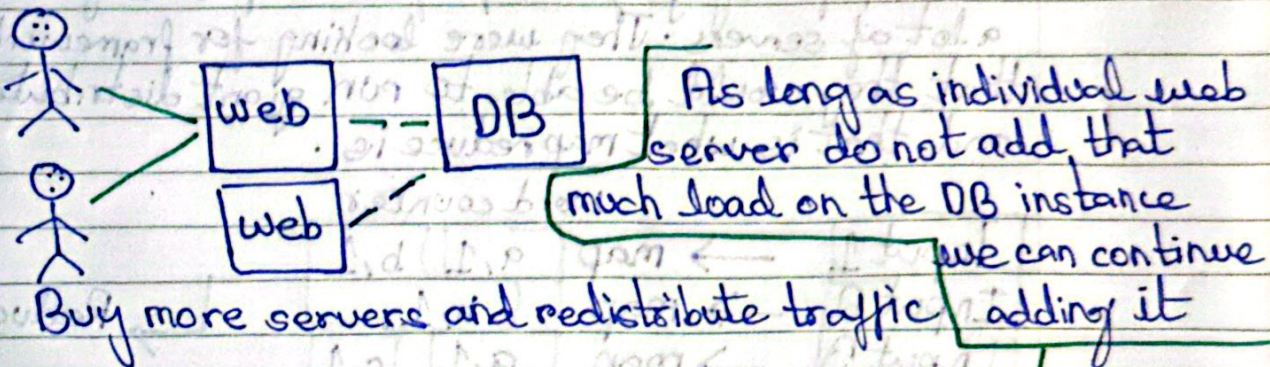 web
DB
web
As long as individual web
server do not add, that
much load on the DB instance
we can continue
adding it
Buy more servers and redistribute traffic